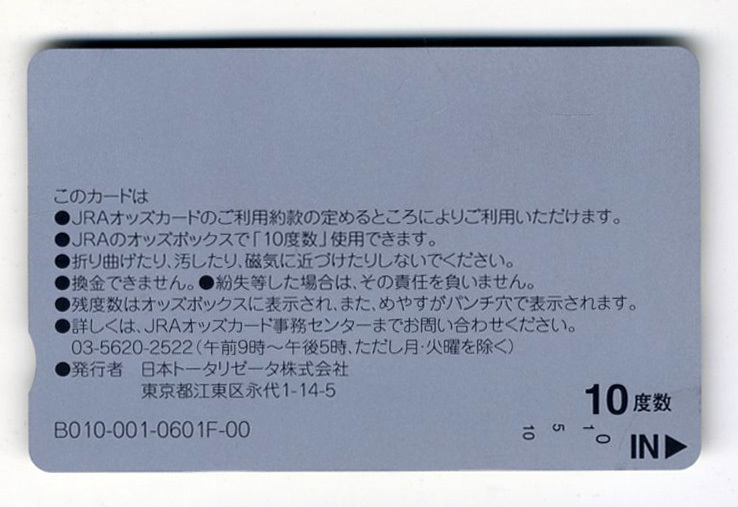 このカードは
●JRAオッズカードのご利用約款の定めるところによりご利用いただけます。
●JRAのオッズボックスで「10度数」使用できます。
●折り曲げたり、汚したり、磁気に近づけたりしないでください。
●換金できません。●紛失等した場合は、その責任を負いません。
●残度数はオッズボックスに表示され、また、めやすがパンチ穴で表示されます。
●詳しくは、JRAオッズカード事務センターまでお問い合わせください。
03-5620-2522(午前9時〜午後5時、ただし月・火曜を除く)
●発行者 日本トータリゼータ株式会社
東京都江東区永代1-14-5
10度数
B010-001-0601F-00
10 5 1 0
IN▶